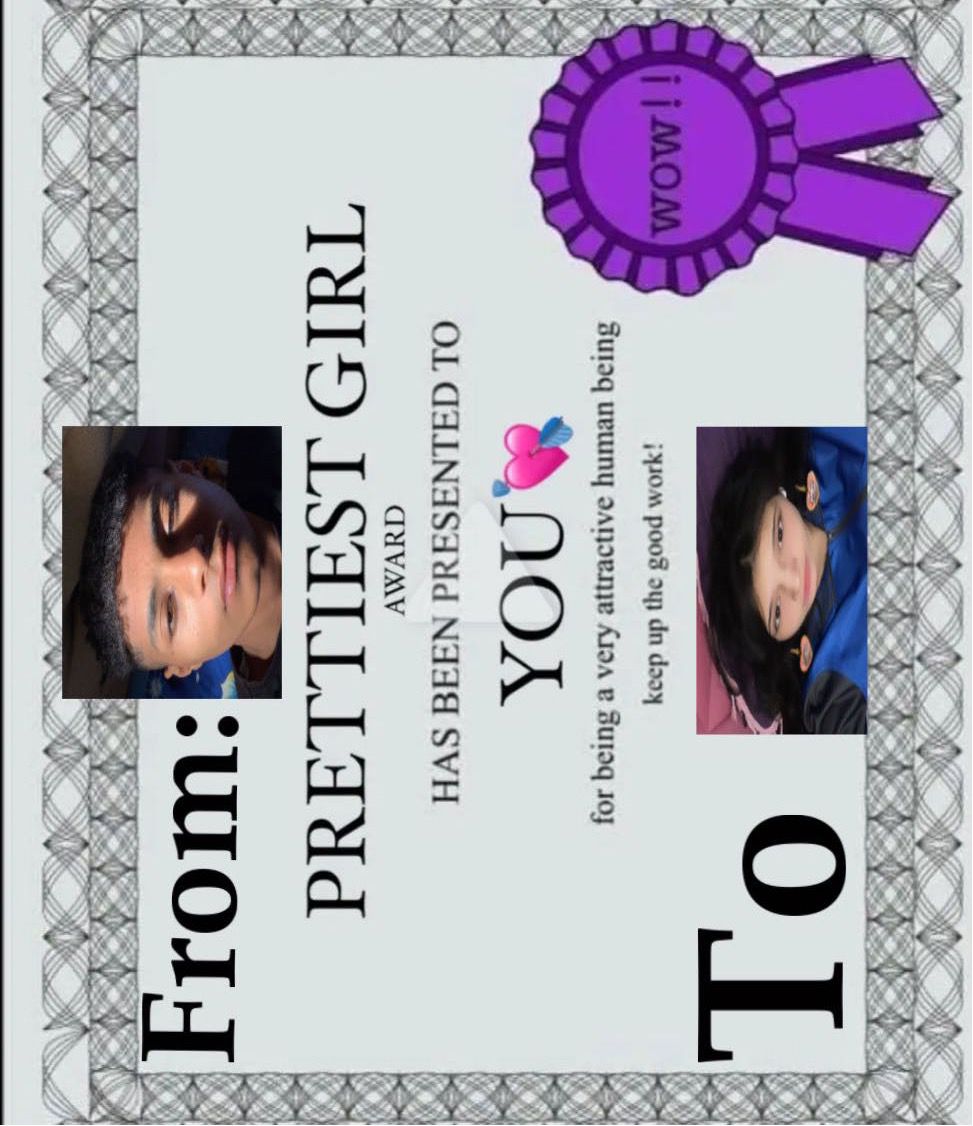 From:
PRETTIEST GIRL
AWARD
HAS BEEN PRESENTED TO
YOU
for being a very attractive human being
keep up the good work!
wow!!
To